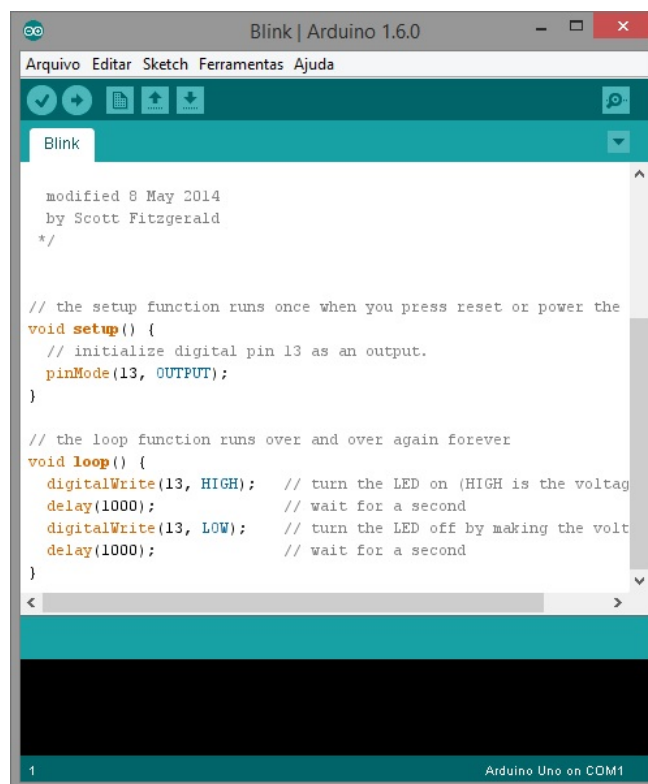 Blink | Arduino 1.6.0
Arquivo Editar Sketch Ferramentas Ajuda
Blink
modified 8 May 2014
by Scott Fitzgerald
*/
// the setup function runs once when you press reset or power the
void setup() {
// initialize digital pin 13 as an output.
pinMode(13, OUTPUT);
}
// the loop function runs over and over again forever
void loop() {
digitalWrite(13, HIGH); // turn the LED on (HIGH is the voltag
delay(1000); // wait for a second
digitalWrite(13, LOW); // turn the LED off by making the volt
delay(1000); // wait for a second
}
1 Arduino Uno on COM1